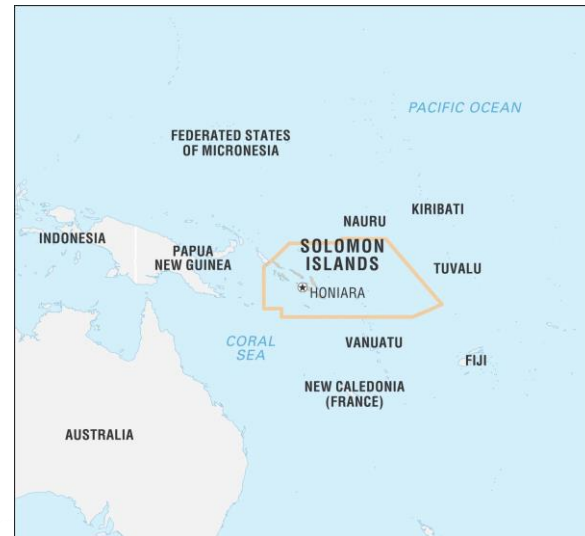 PACIFIC OCEAN
FEDERATED STATES
OF MICRONESIA
KIRIBATI
NAURU
INDONESIA
PAPUA
NEW GUINEA
SOLOMON
ISLANDS
TUVALU
HONIARA
CORAL
SEA
VANUATU
FIJI
NEW CALEDONIA
(FRANCE)
AUSTRALIA